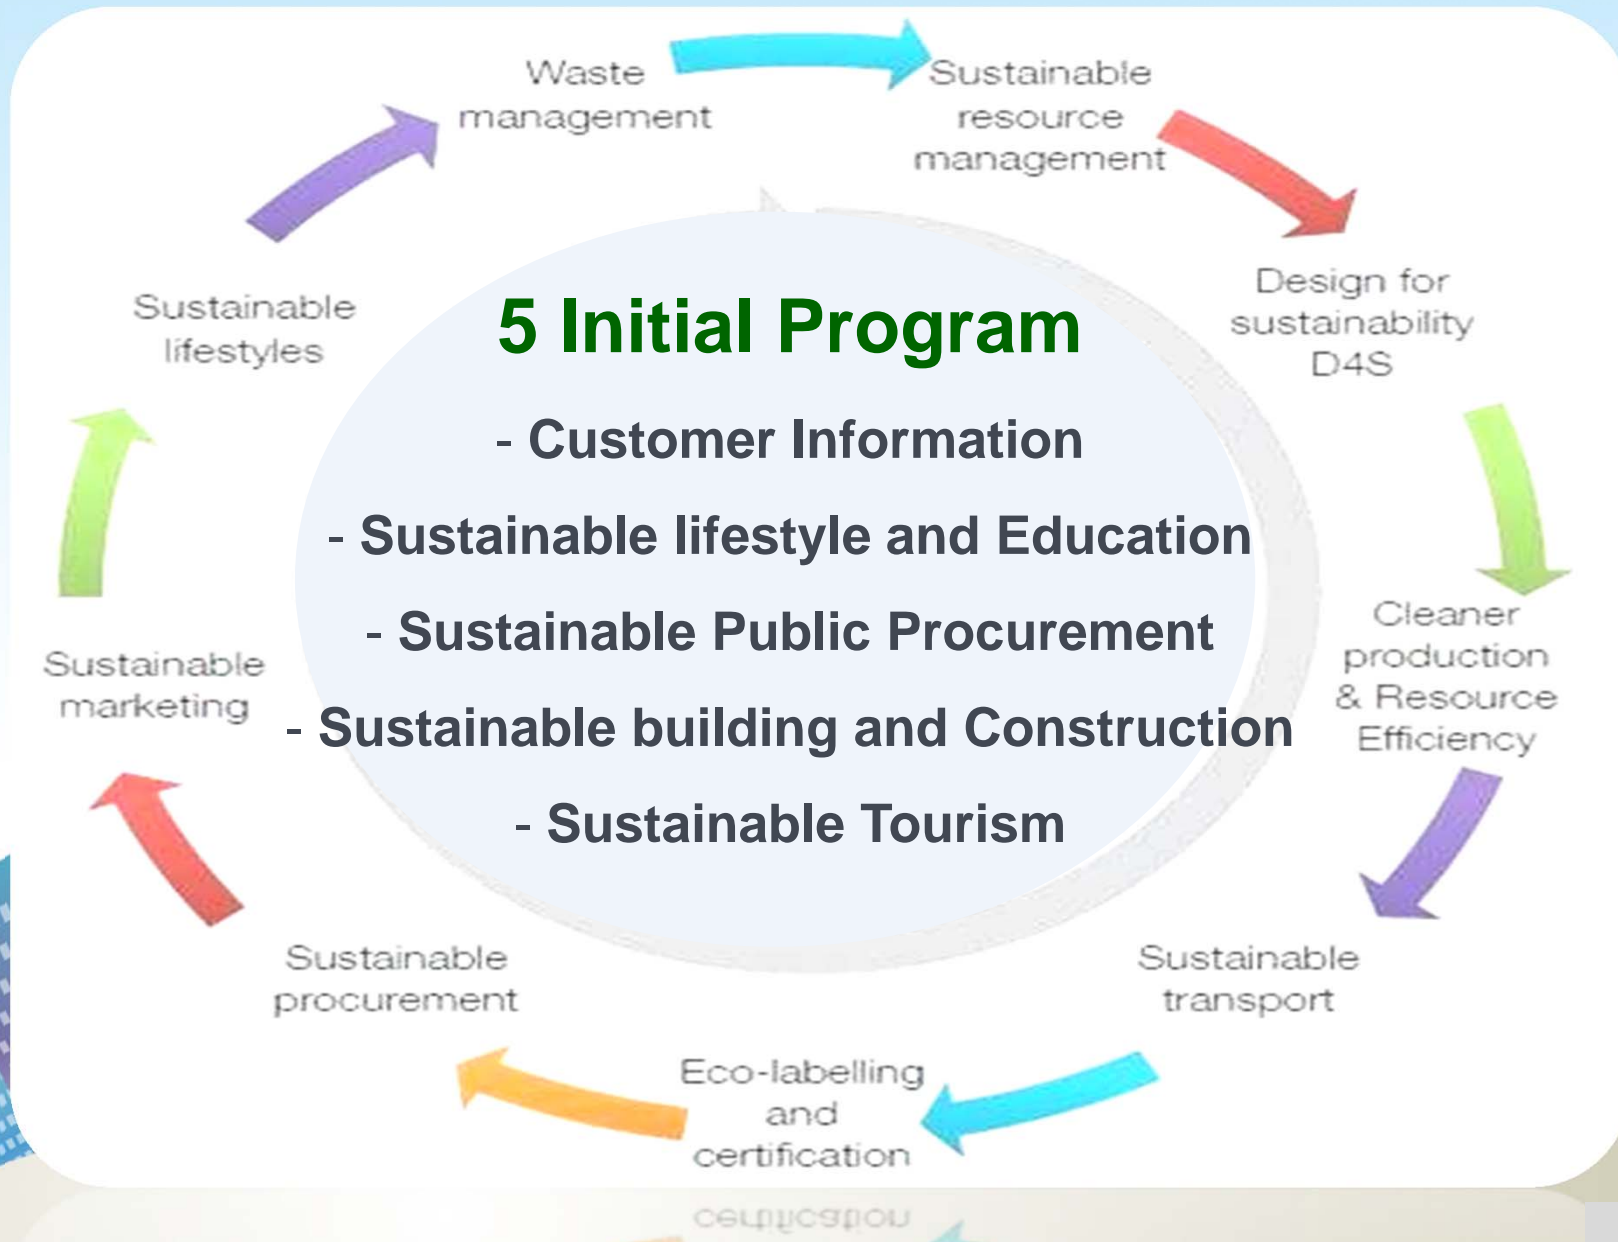 Waste
management
Sustainable
resource
management
Design for
sustainability
D4S
Cleaner
production
& Resource
Efficiency
Sustainable
transport
Eco-labelling
and
certification
Sustainable
procurement
Sustainable
marketing
Sustainable
lifestyles
5 Initial Program
- Customer Information
- Sustainable lifestyle and Education
- Sustainable Public Procurement
- Sustainable building and Construction
- Sustainable Tourism